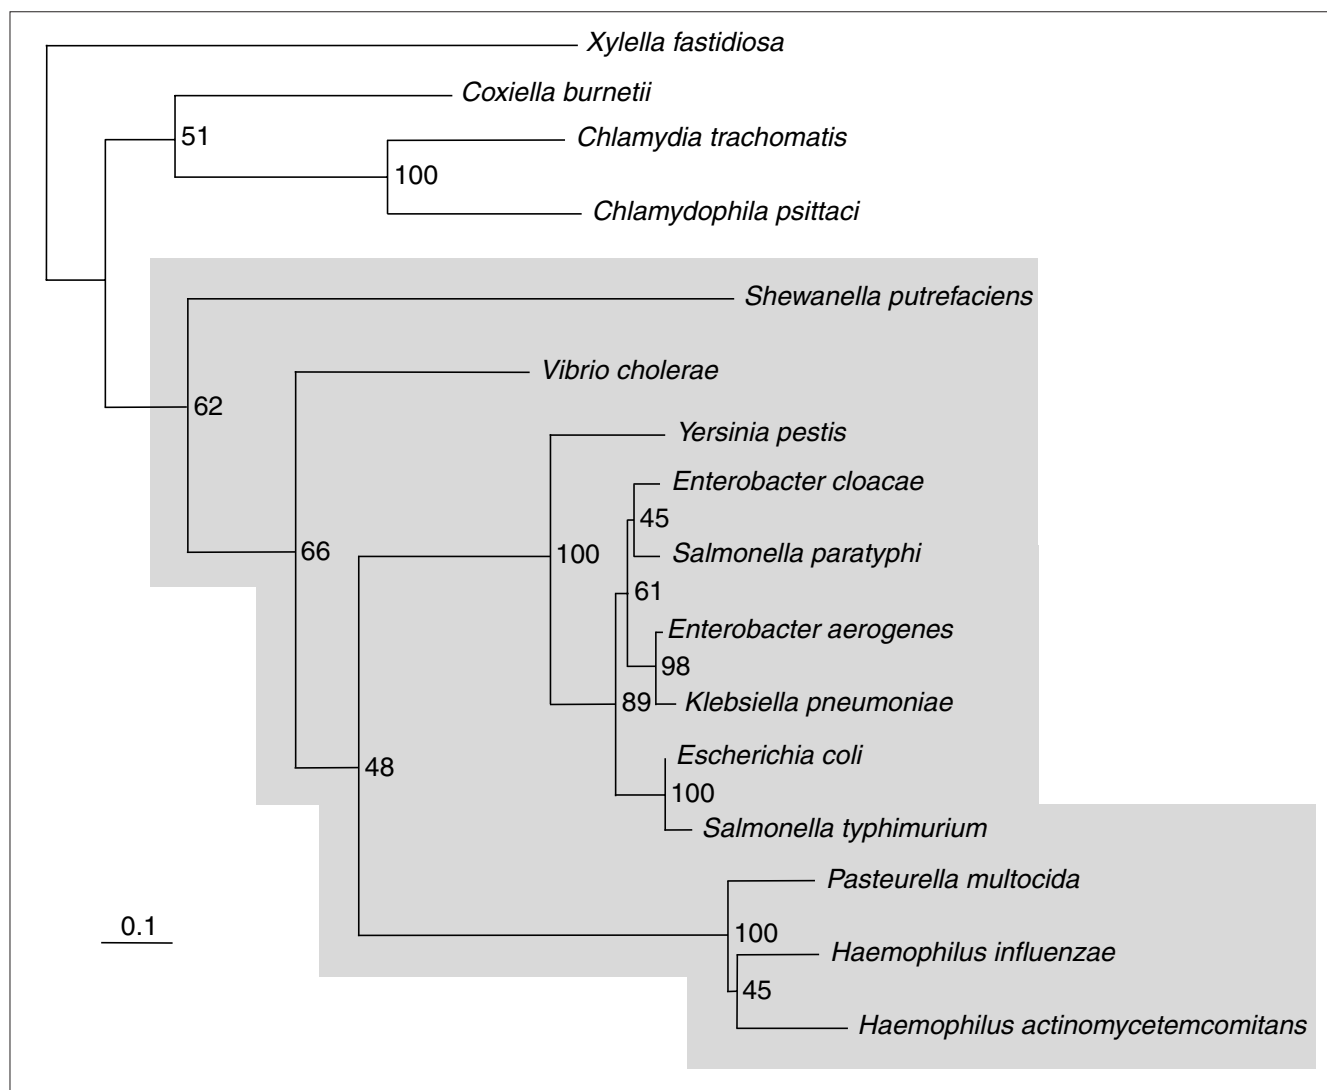 Xylella fastidiosa
Coxiella burnetii
51
Chlamydia trachomatis
100
Chlamydophila psittaci
Shewanella putrefaciens
Vibrio cholerae
62
Yersinia pestis
Enterobacter cloacae
45
66
100
Salmonella paratyphi
61
Enterobacter aerogenes
98
89
Klebsiella pneumoniae
Escherichia coli
48
100
Salmonella typhimurium
Pasteurella multocida
0.1
100
Haemophilus influenzae
45
Haemophilus actinomycetemcomitans